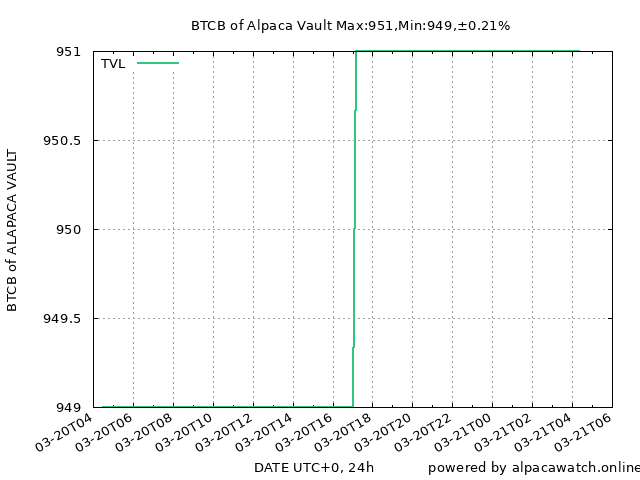 BTCB of Alpaca Vault Max:951,Min:949,±0.21%
TVL
951
950.5
950
949.5
949
BTCB of ALAPACA VAULT
03-20T04
03-20T06
03-20T08
03-20T10
03-20T12
03-20T14
03-20T16
03-20T18
03-20T20
03-20T22
03-21T00
03-21T02
03-21T04
03-21T06
DATE UTC+0, 24h
powered by alpacawatch.online